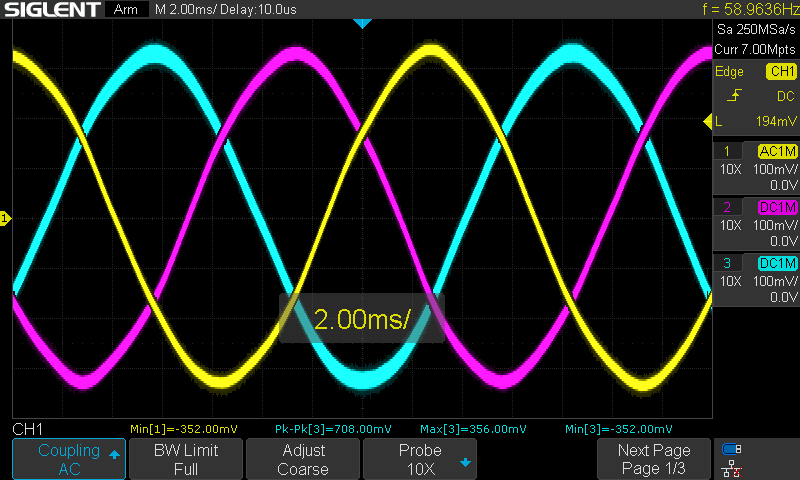 SIGLENT Arm M 2.00ms/ Delay:10.0us f = 58.9636Hz
Sa 250MSa/s
Curr 7.00Mpts
Edge CH1
DC
L 194mV
1 AC1M
10X 100mV/
0.0V
2 DC1M
10X 100mV/
0.0V
3 DC1M
10X 100mV/
0.0V
1
2.00ms/
CH1 Min[1]=-352.00mV Pk-Pk[3]=708.00mV Max[3]=356.00mV Min[3]=-352.00mV
Coupling
AC
BW Limit
Full
Adjust
Coarse
Probe
10X
Next Page
Page 1/3